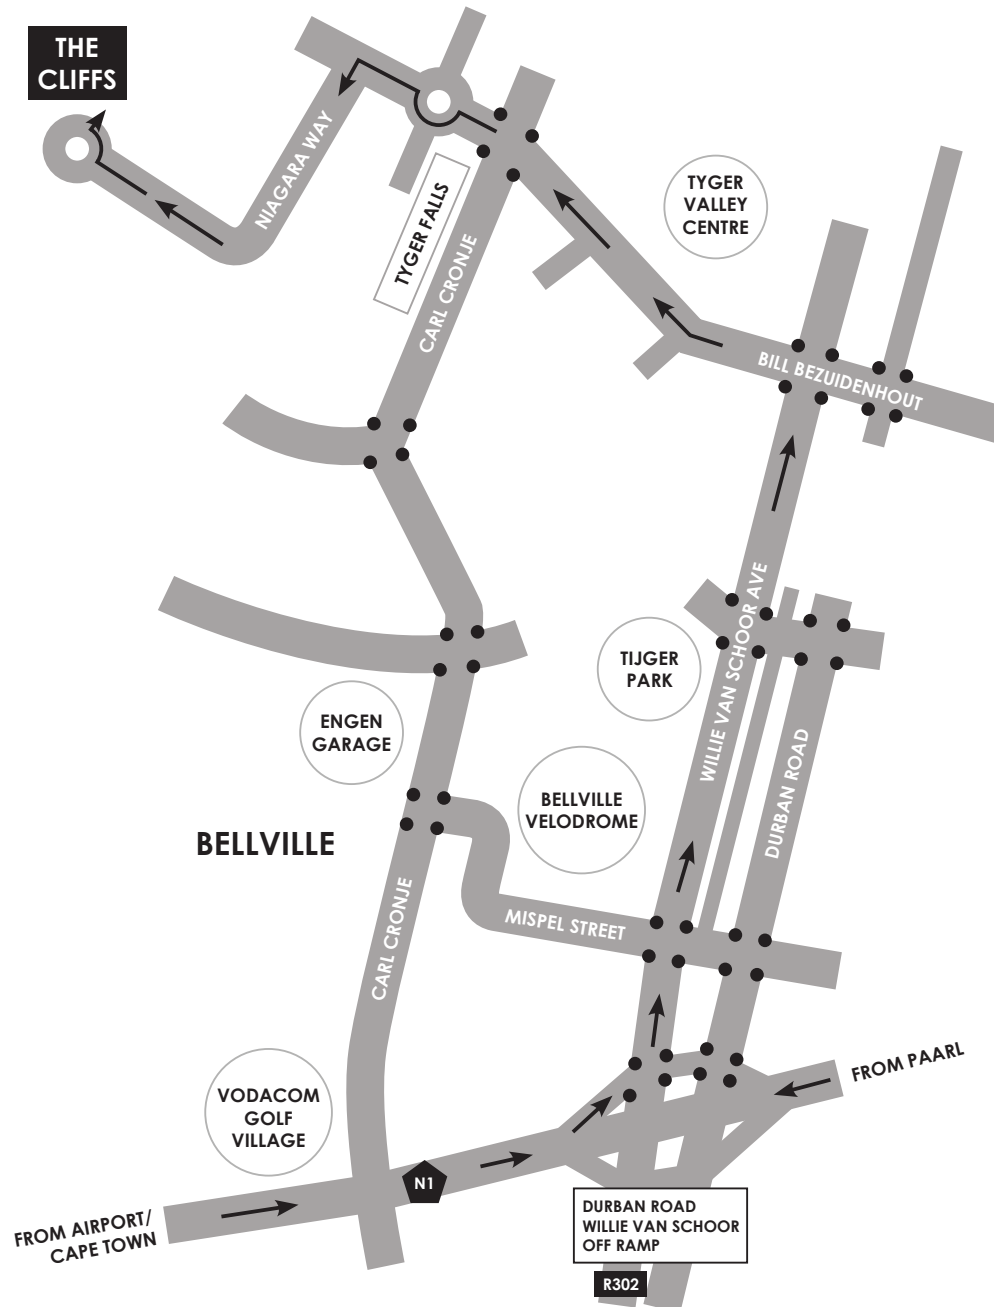 THE
CLIFFS
NIAGARA WAY
TYGER FALLS
CARL CRONJE
TYGER
VALLEY
CENTRE
BILL BEZUIDENHOUT
WILLIE VAN SCHOOR AVE
TIJGER
PARK
ENGEN
GARAGE
DURBAN ROAD
BELLVILLE
VELODROME
BELLVILLE
CARL CRONJE
MISPEL STREET
VODACOM
GOLF
VILLAGE
FROM PAARL
N1
FROM AIRPORT/
CAPE TOWN
DURBAN ROAD
WILLIE VAN SCHOOR
OFF RAMP
R302